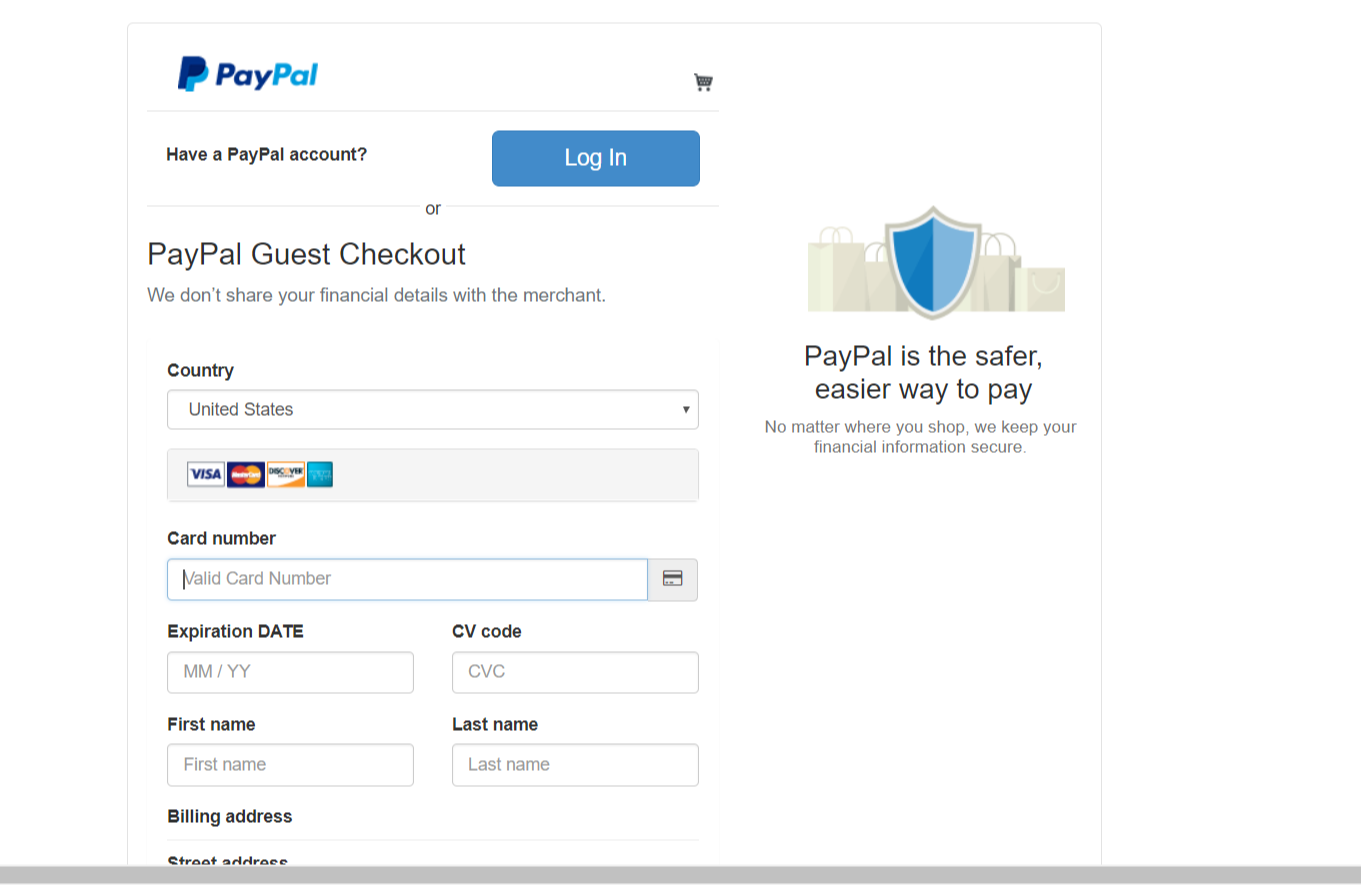 PayPal
Have a PayPal account?
Log In
or
PayPal Guest Checkout
We don’t share your financial details with the merchant.
Country
United States
VISA MasterCard DISCOVER
Card number
Valid Card Number
Expiration DATE
CV code
MM / YY
CVC
First name
Last name
First name
Last name
Billing address
Street address
PayPal is the safer,
easier way to pay
No matter where you shop, we keep your
financial information secure.